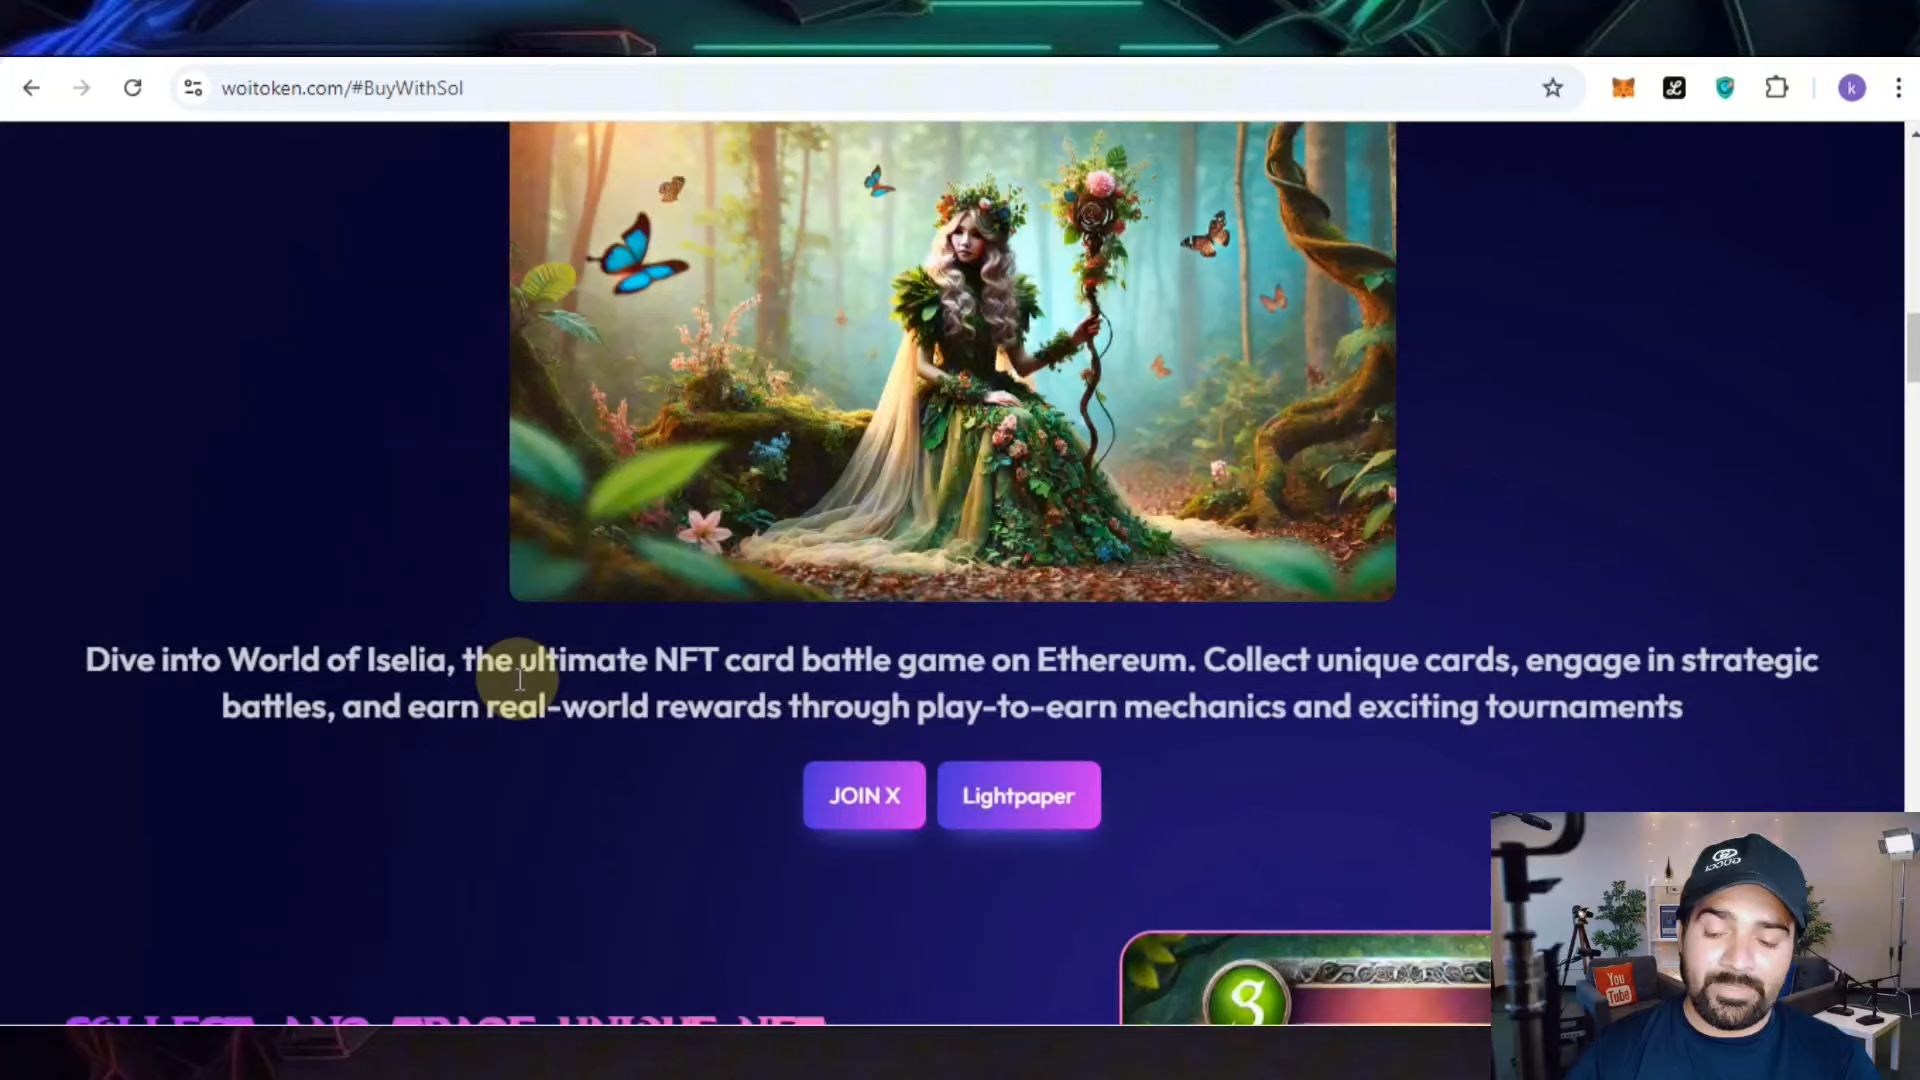 woitoken.com/#BuyWithSol
k
Dive into World of Iselia, the ultimate NFT card battle game on Ethereum. Collect unique cards, engage in strategic
battles, and earn real-world rewards through play-to-earn mechanics and exciting tournaments
JOIN X
Lightpaper
You
Tube